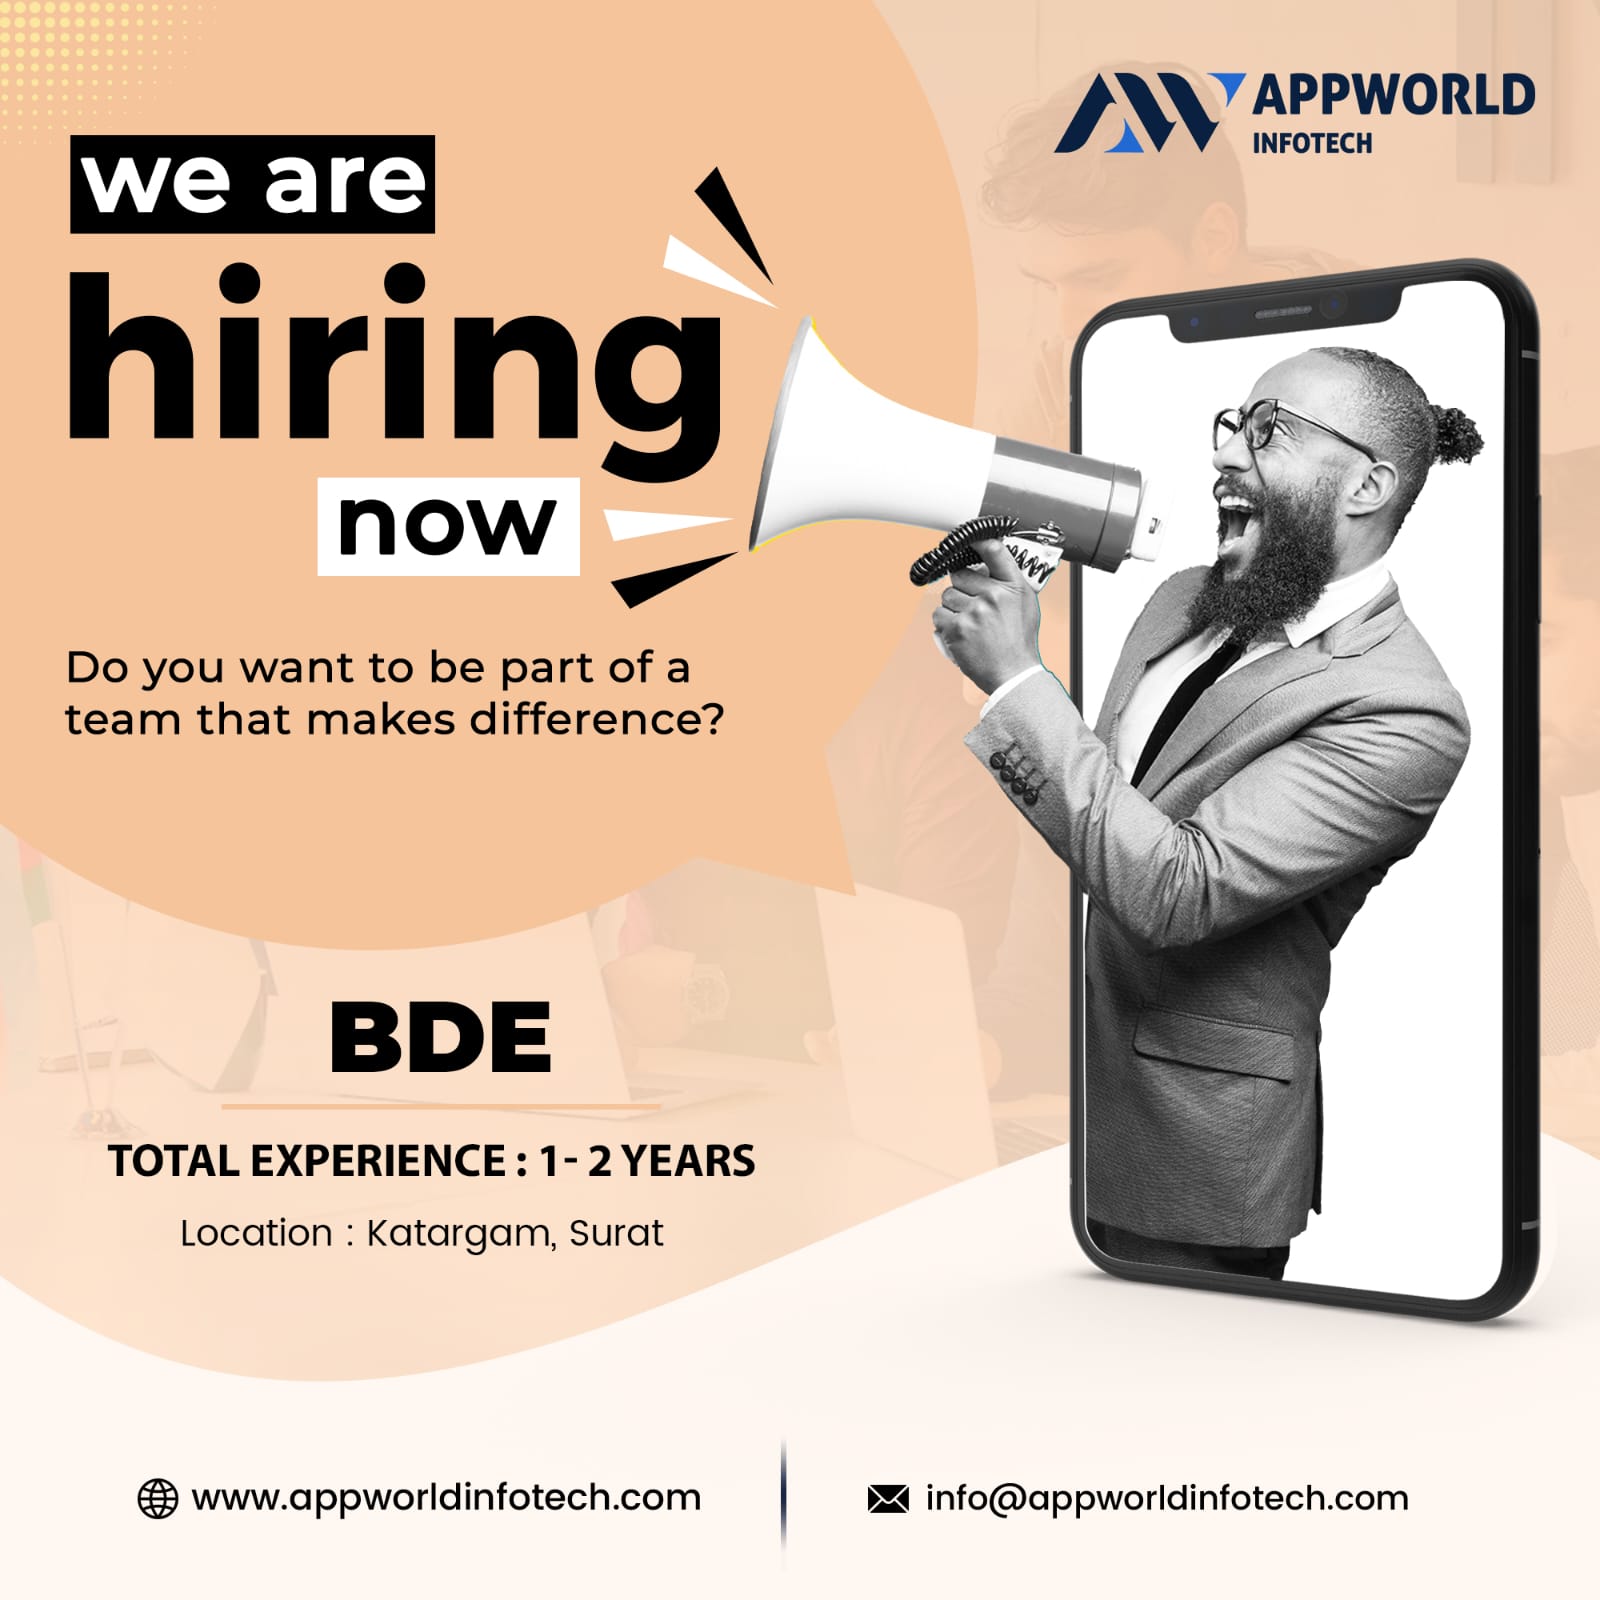 APPWORLD
INFOTECH
we are
hiring
now
Do you want to be part of a
team that makes difference?
BDE
TOTAL EXPERIENCE : 1- 2 YEARS
Location : Katargam, Surat
www.appworldinfotech.com
info@appworldinfotech.com